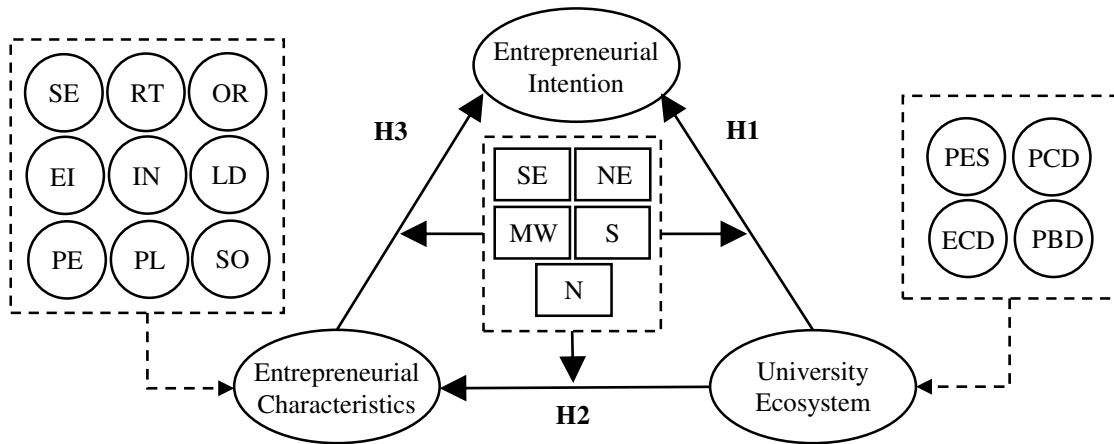 Entrepreneurial
Intention
SE RT OR
EI IN LD
PE PL SO
H3
H1
SE NE
MW S
N
PES PCD
ECD PBD
Entrepreneurial
Characteristics
H2
University
Ecosystem